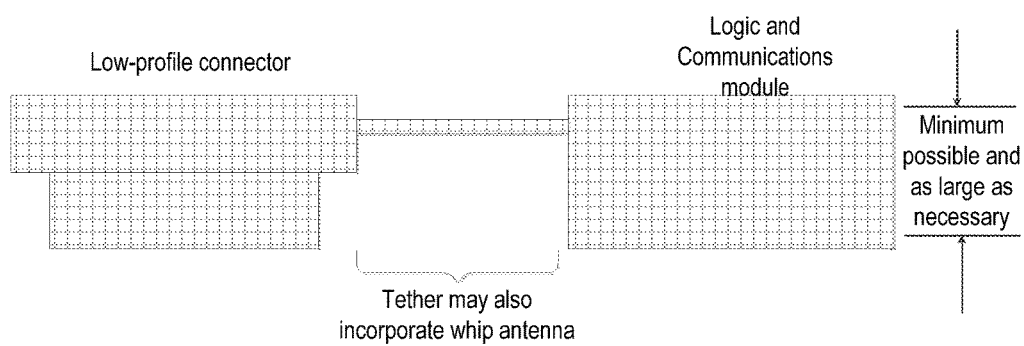 Low-profile connector
Logic and
Communications
module
Minimum
possible and
as large as
necessary
Tether may also
incorporate whip antenna